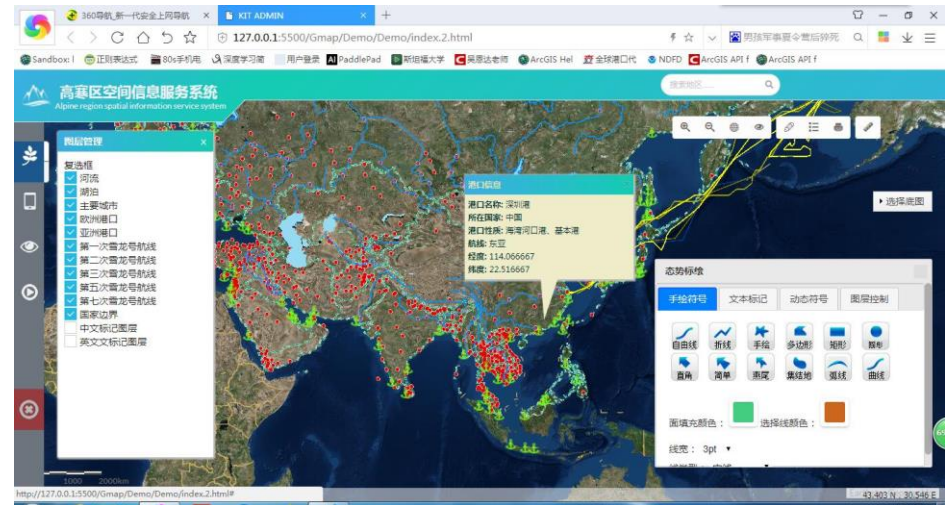 360导航_新一代安全上网导航
KIT ADMIN
127.0.0.1:5500/Gmap/Demo/Demo/index.2.html
男孩军事夏令营后猝死
Sandbox: l
正则表达式
80s手机电
深度学习简
用户登录
PaddlePad
斯坦福大学
吴恩达老师
ArcGIS Hel
全球港口代
NDFD
ArcGIS API f
ArcGIS API f
高寒区空间信息服务系统
Alpine region spatial information service system
搜索地区......
图层管理
复选框
河流
湖泊
主要城市
欧洲港口
亚洲港口
第一次雪龙号航线
第二次雪龙号航线
第三次雪龙号航线
第五次雪龙号航线
第七次雪龙号航线
国家边界
中文标记图层
英文文标记图层
港口信息
港口名称: 深圳港
所在国家: 中国
港口性质: 海湾河口港、基本港
航线: 东亚
经度: 114.066667
纬度: 22.516667
选择底图
态势标绘
手绘符号
文本标记
动态符号
图层控制
自由线
折线
手绘
多边形
矩形
圆形
直角
简单
燕尾
集结地
弧线
曲线
面填充颜色：
选择线颜色：
线宽： 3pt
1000
2000km
http://127.0.0.1:5500/Gmap/Demo/Demo/index.2.html#
43.403 N , 30.546 E